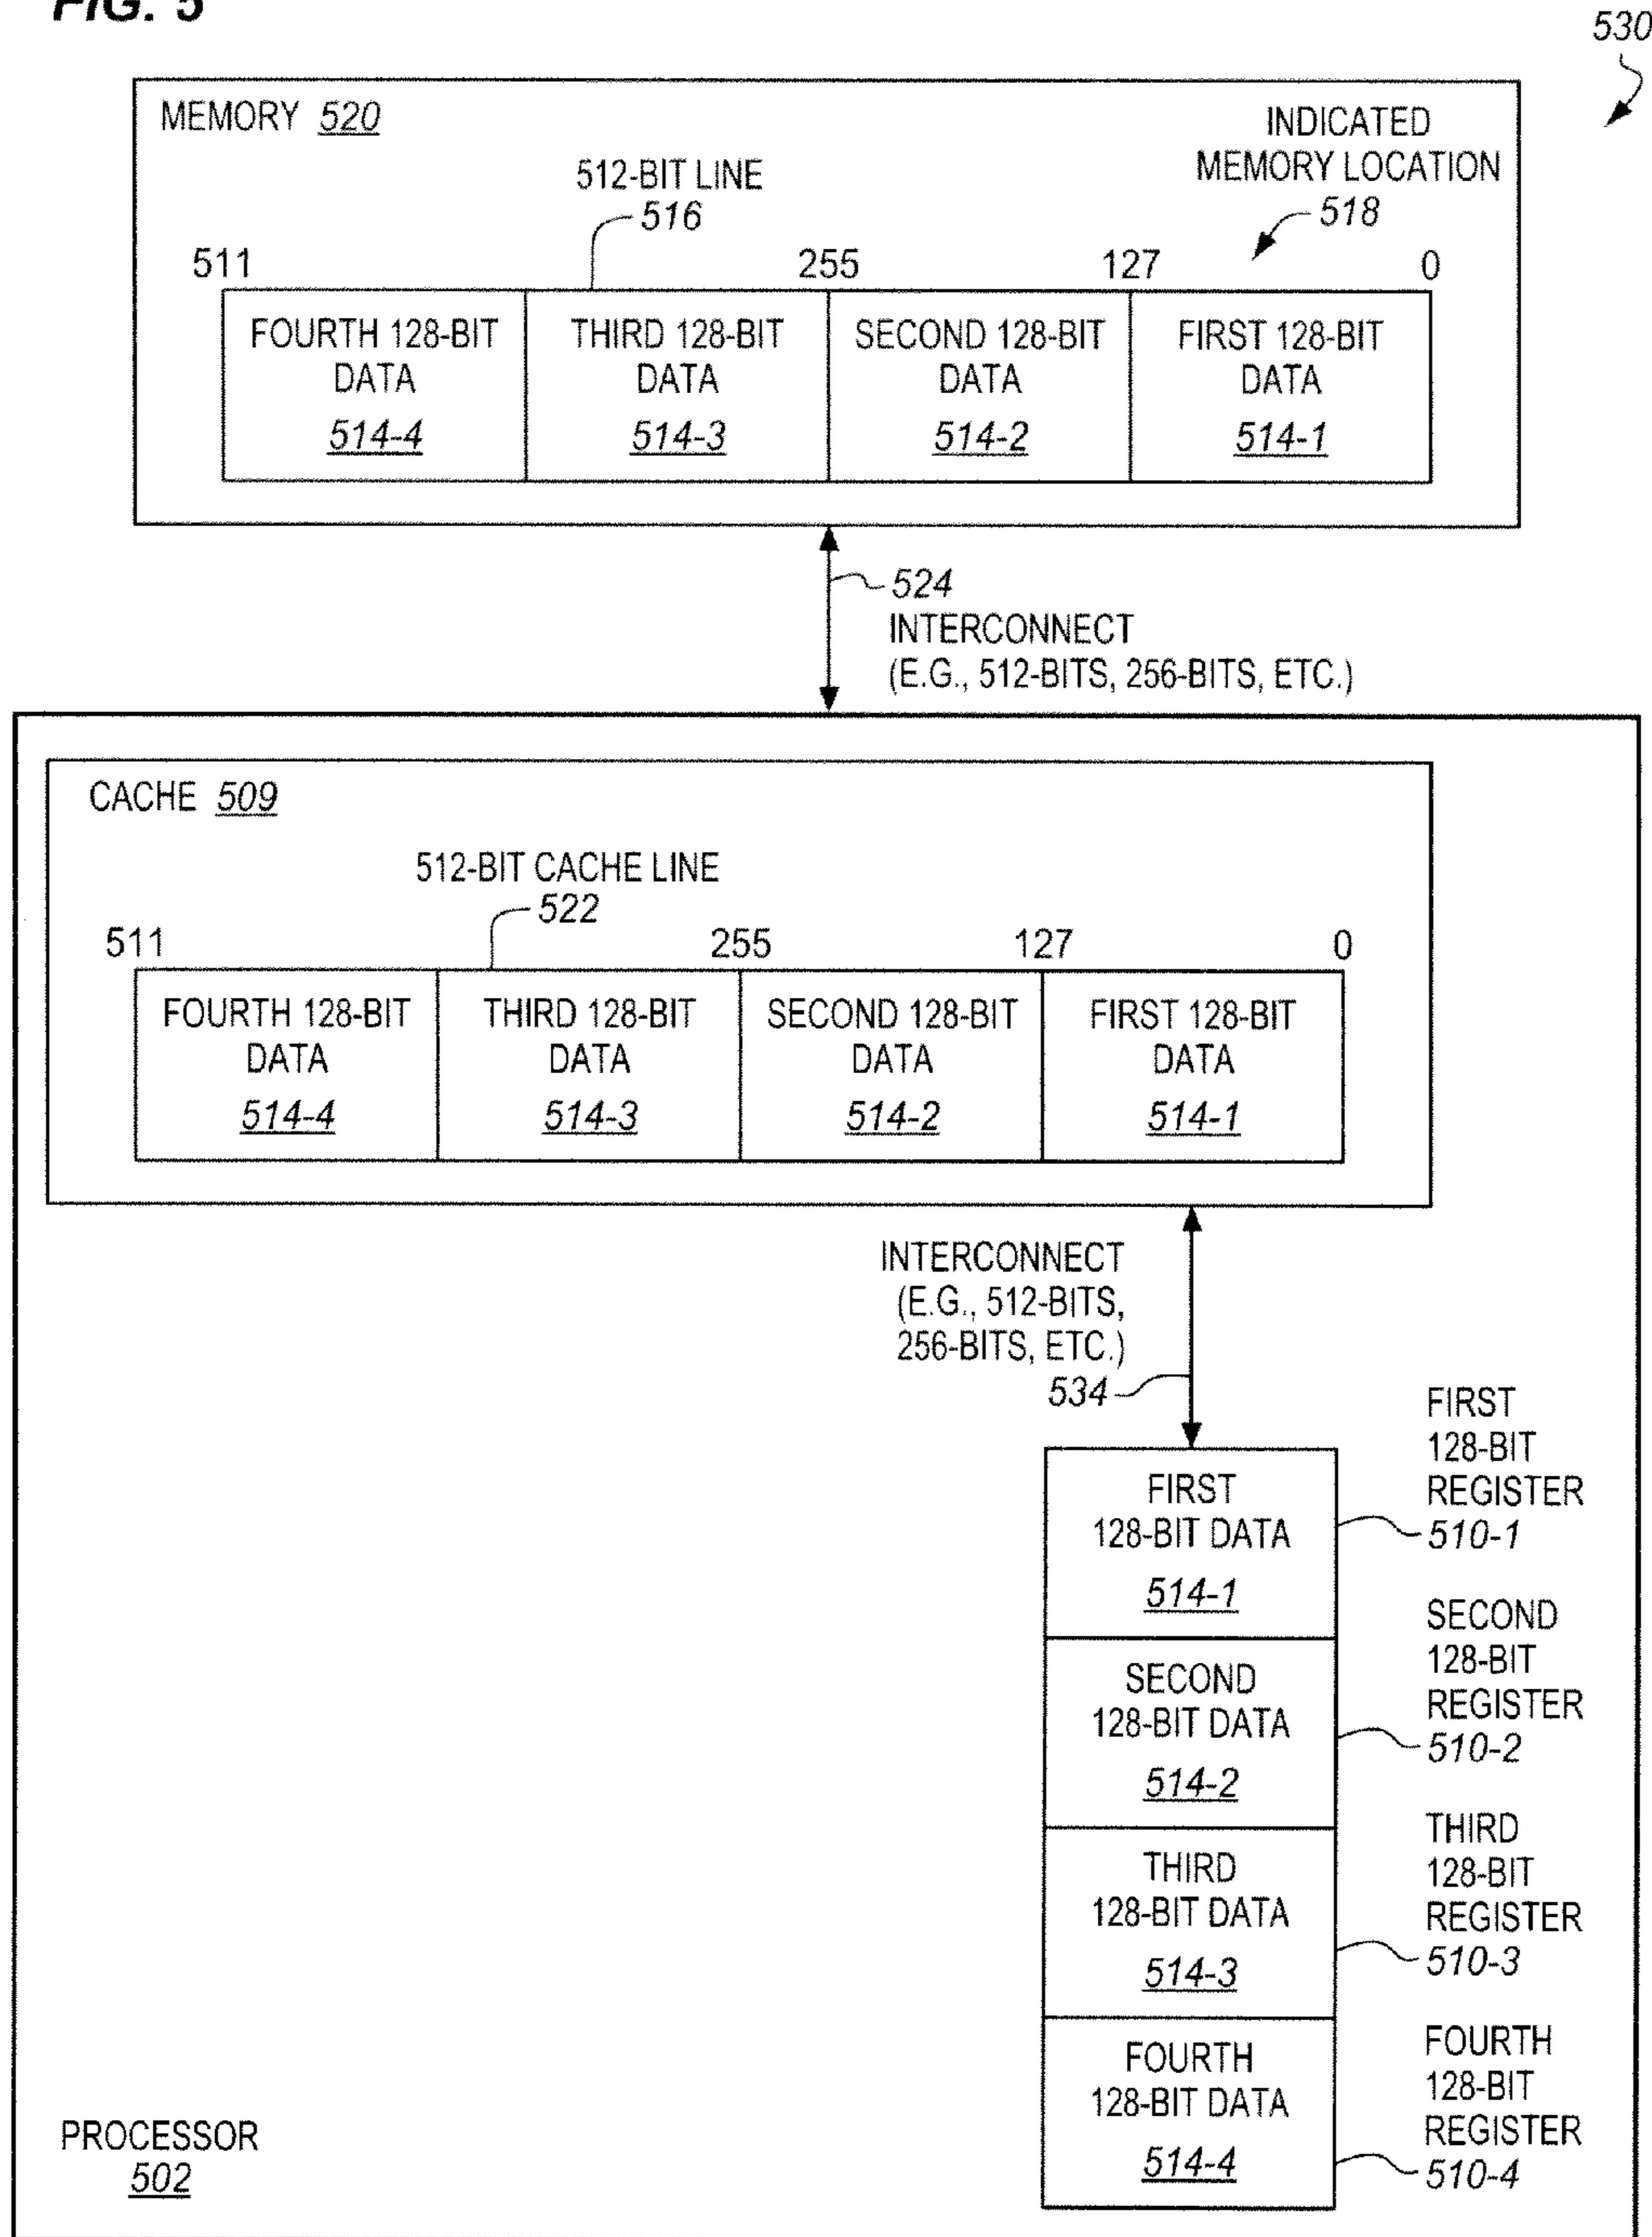 FIG. 5
530
MEMORY 520
INDICATED
MEMORY LOCATION
518
512-BIT LINE
516
511 255 127 0
FOURTH 128-BIT
DATA
514-4
THIRD 128-BIT
DATA
514-3
SECOND 128-BIT
DATA
514-2
FIRST 128-BIT
DATA
514-1
524
INTERCONNECT
(E.G., 512-BITS, 256-BITS, ETC.)
CACHE 509
512-BIT CACHE LINE
522
511 255 127 0
FOURTH 128-BIT
DATA
514-4
THIRD 128-BIT
DATA
514-3
SECOND 128-BIT
DATA
514-2
FIRST 128-BIT
DATA
514-1
INTERCONNECT
(E.G., 512-BITS,
256-BITS, ETC.)
534
FIRST
128-BIT DATA
514-1
FIRST
128-BIT
REGISTER
510-1
SECOND
128-BIT DATA
514-2
SECOND
128-BIT
REGISTER
510-2
THIRD
128-BIT DATA
514-3
THIRD
128-BIT
REGISTER
510-3
FOURTH
128-BIT DATA
514-4
FOURTH
128-BIT
REGISTER
510-4
PROCESSOR
502